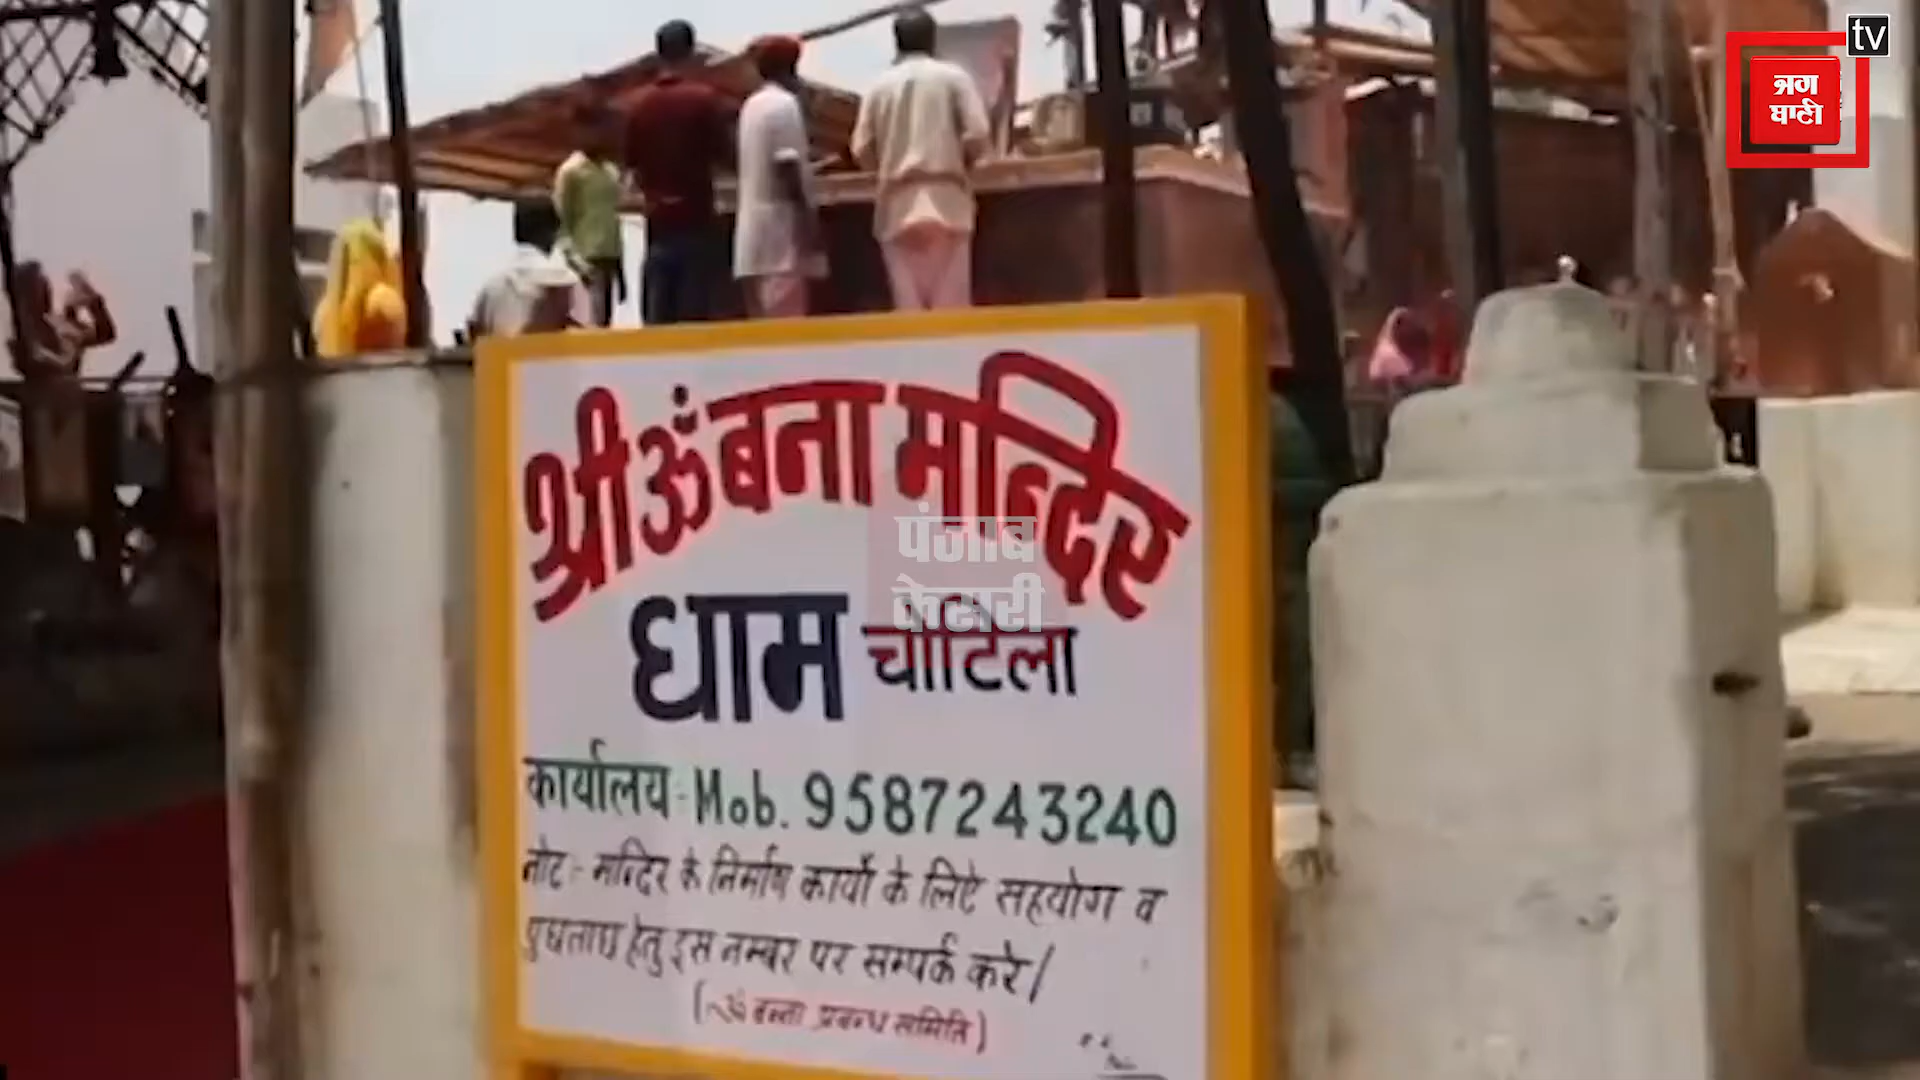 tv
ਜਗ
ਬਾਣੀ
श्री ॐ बना मन्दिर
पंजाब
केसरी
धाम चोटिला
कार्यालय :- Mob. 9587243240
नोट :- मन्दिर के निर्माण कार्यो के लिऐ सहयोग व
पुछताछ हेतु इस नम्बर पर सम्पर्क करे।
(ॐ बन्ना प्रबन्ध समिति)